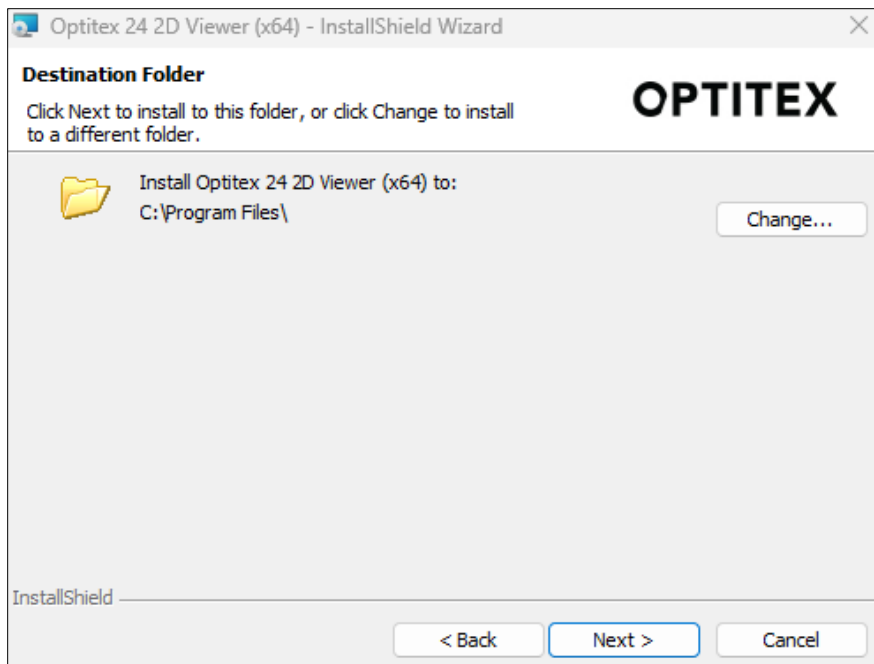 Optitex 24 2D Viewer (x64) - InstallShield Wizard
Destination Folder
Click Next to install to this folder, or click Change to install
to a different folder.
OPTITEX
Install Optitex 24 2D Viewer (x64) to:
C:\Program Files\
Change...
InstallShield
< Back
Next >
Cancel